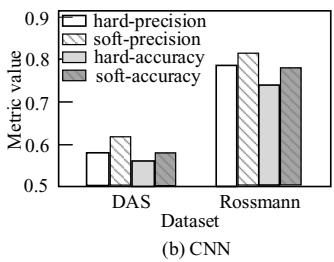 0.9
0.8
0.7
0.6
0.5
Metric value
hard-precision
soft-precision
hard-accuracy
soft-accuracy
DAS Rossmann
Dataset
(b) CNN